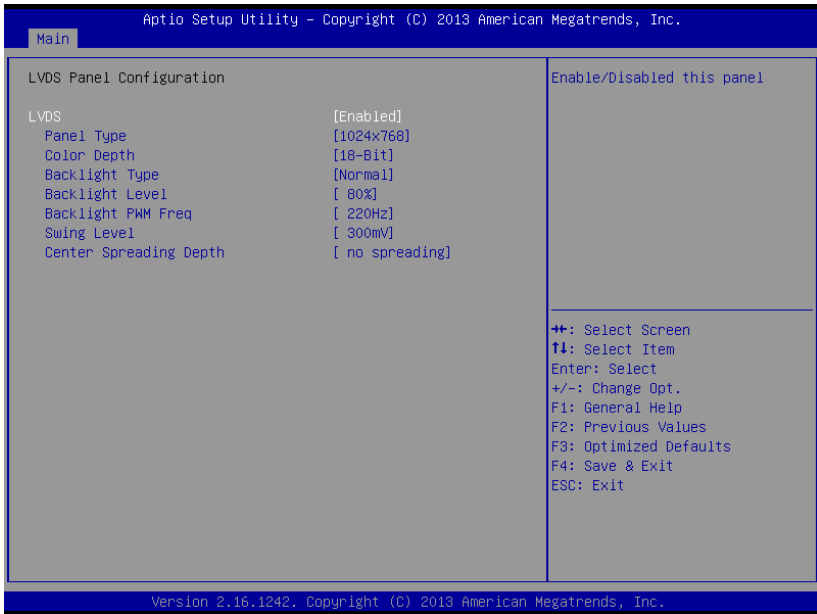 Aptio Setup Utility – Copyright (C) 2013 American Megatrends, Inc.
Main
LVDS Panel Configuration
LVDS [Enabled]
Panel Type [1024x768]
Color Depth [18-Bit]
Backlight Type [Normal]
Backlight Level [ 80%]
Backlight PWM Freq [ 220Hz]
Swing Level [ 300mV]
Center Spreading Depth [ no spreading]
Enable/Disabled this panel
→←: Select Screen
↑↓: Select Item
Enter: Select
+/-: Change Opt.
F1: General Help
F2: Previous Values
F3: Optimized Defaults
F4: Save & Exit
ESC: Exit
Version 2.16.1242. Copyright (C) 2013 American Megatrends, Inc.